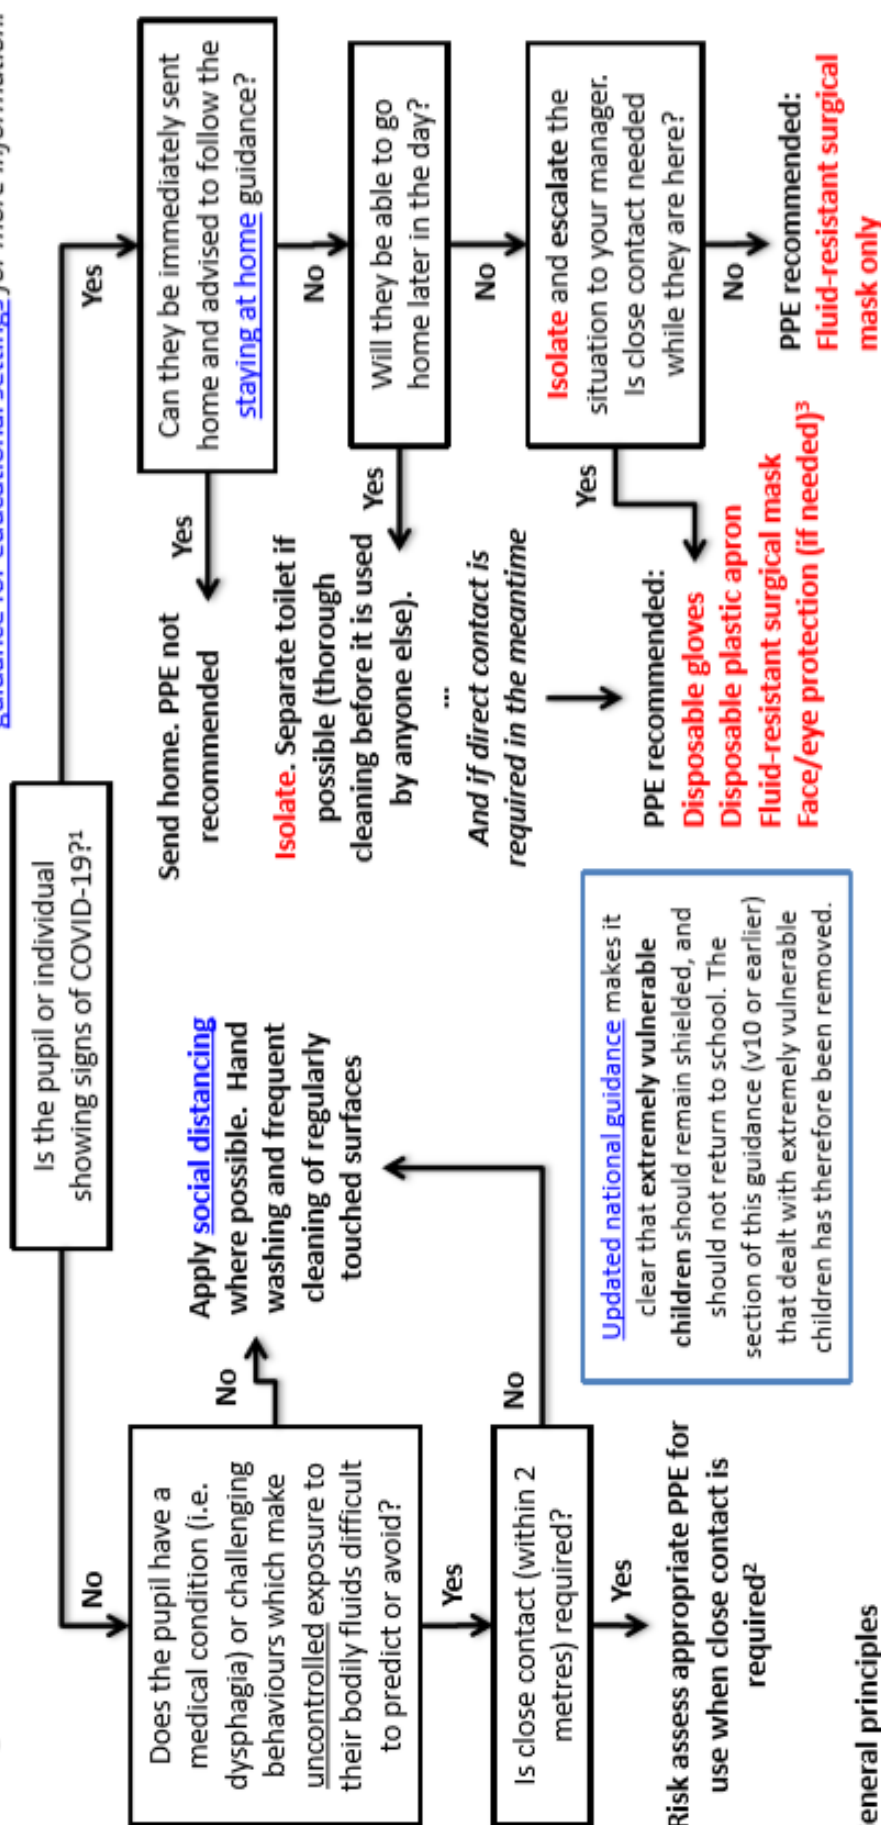 guidance for educational settings for more information.
Is the pupil or individual
showing signs of COVID-19?¹
No
Yes
Does the pupil have a
medical condition (i.e.
dysphagia) or challenging
behaviours which make
uncontrolled exposure to
their bodily fluids difficult
to predict or avoid?
No
Yes
Apply social distancing
where possible. Hand
washing and frequent
cleaning of regularly
touched surfaces
Is close contact (within 2
metres) required?
No
Yes
Risk assess appropriate PPE for
use when close contact is
required²
Updated national guidance makes it
clear that extremely vulnerable
children should remain shielded, and
should not return to school. The
section of this guidance (v10 or earlier)
that dealt with extremely vulnerable
children has therefore been removed.
Can they be immediately sent
home and advised to follow the
staying at home guidance?
Yes
No
Send home. PPE not
recommended
Will they be able to go
home later in the day?
Yes
No
Isolate. Separate toilet if
possible (thorough
cleaning before it is used
by anyone else).
...
And if direct contact is
required in the meantime
Isolate and escalate the
situation to your manager.
Is close contact needed
while they are here?
Yes
No
PPE recommended:
Disposable gloves
Disposable plastic apron
Fluid-resistant surgical mask
Face/eye protection (if needed)³
PPE recommended:
Fluid-resistant surgical
mask only
eneral principles